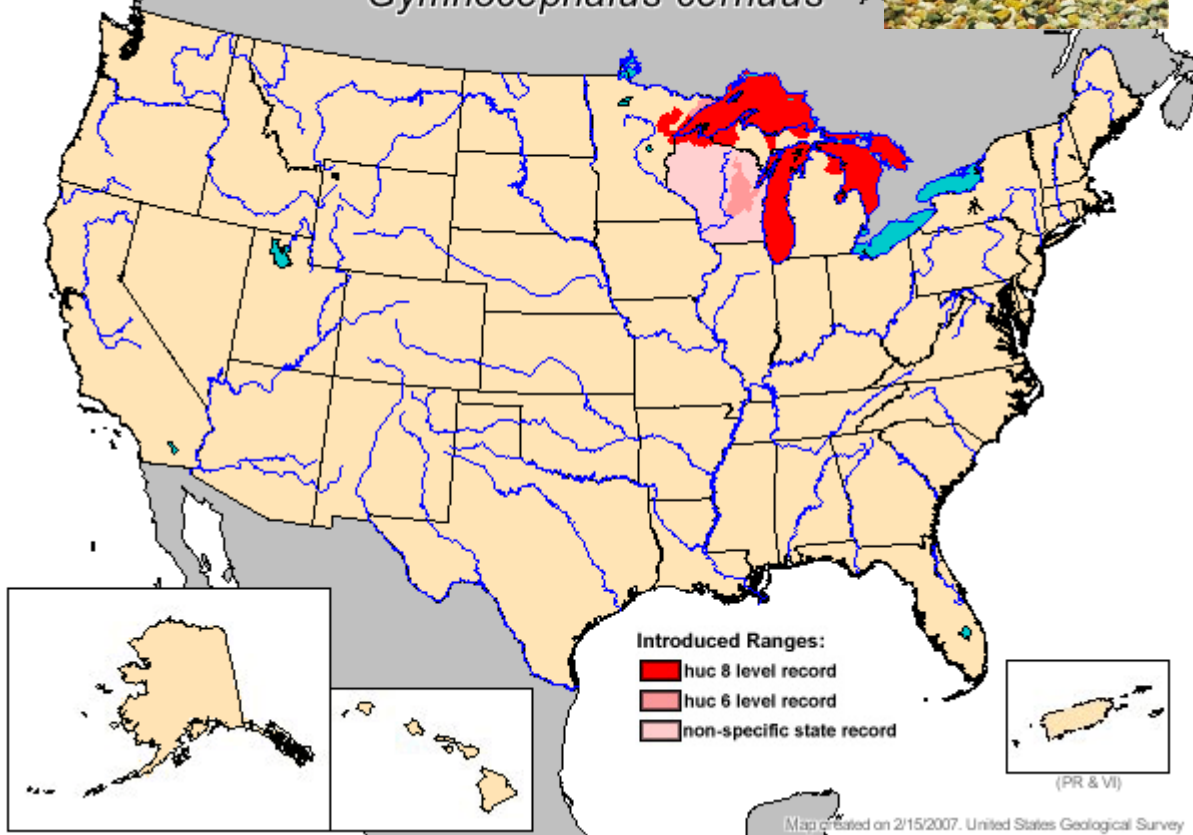 Gymnocephalus cernuus
Introduced Ranges:
huc 8 level record
huc 6 level record
non-specific state record
(PR & VI)
Map created on 2/15/2007. United States Geological Survey